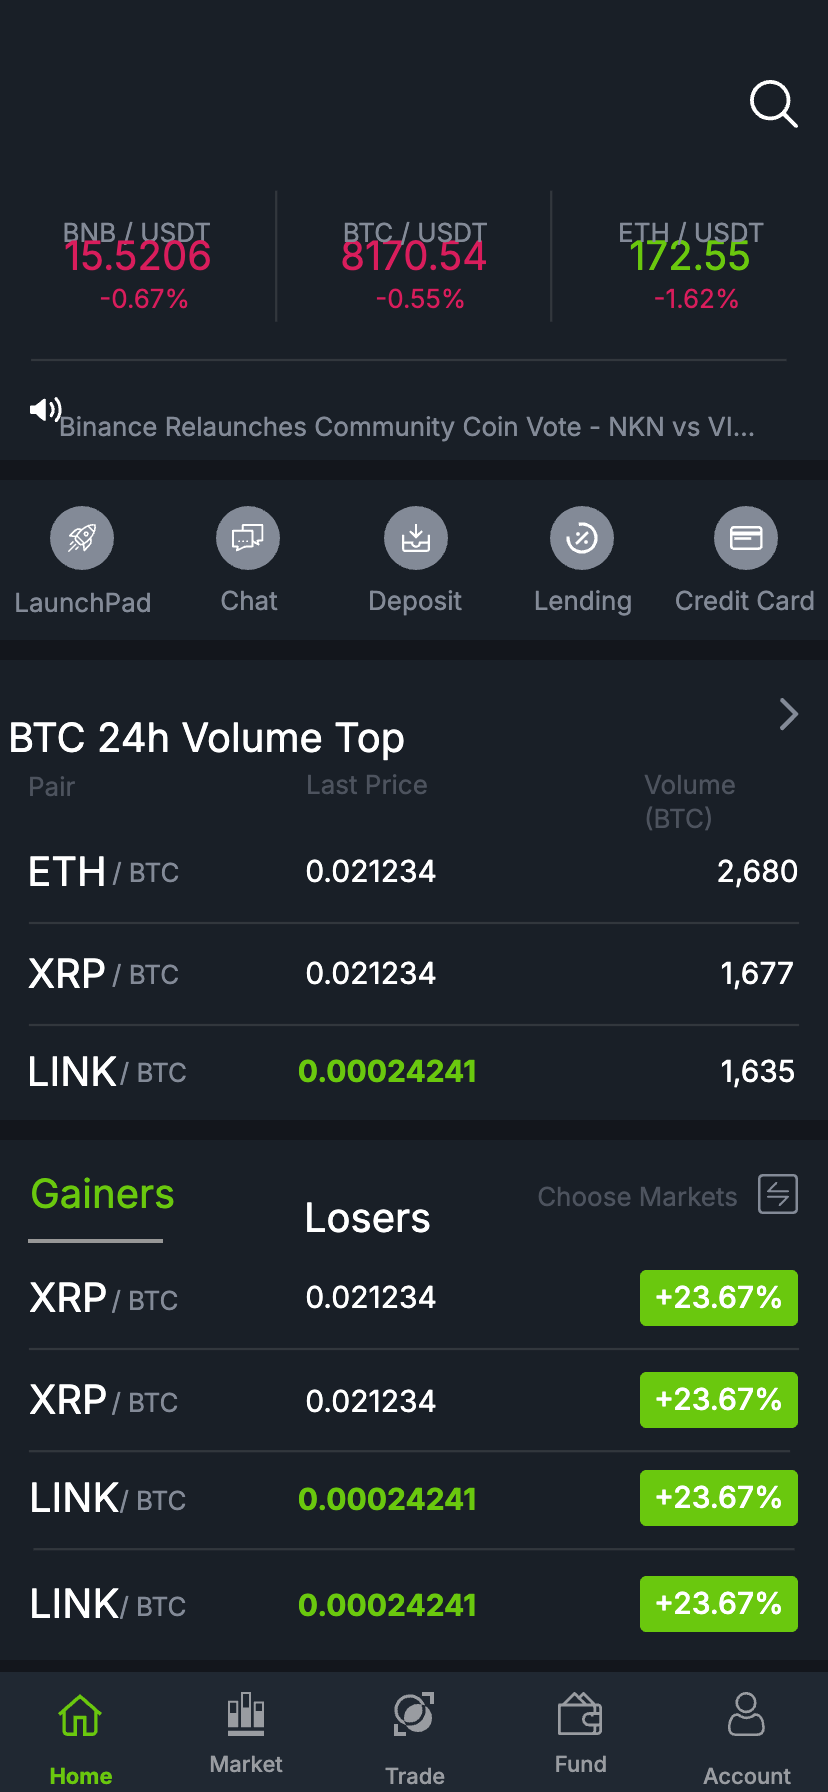 BNB / USDT BTC / USDT ETH / USDT
15.5206 8170.54 172.55
-0.67% -0.55% -1.62%
Binance Relaunches Community Coin Vote - NKN vs VI...
LaunchPad Chat Deposit Lending Credit Card
BTC 24h Volume Top
Pair Last Price Volume
(BTC)
ETH / BTC 0.021234 2,680
XRP / BTC 0.021234 1,677
LINK / BTC 0.00024241 1,635
Gainers Losers Choose Markets
XRP / BTC 0.021234 +23.67%
XRP / BTC 0.021234 +23.67%
LINK / BTC 0.00024241 +23.67%
LINK / BTC 0.00024241 +23.67%
Home Market Trade Fund Account